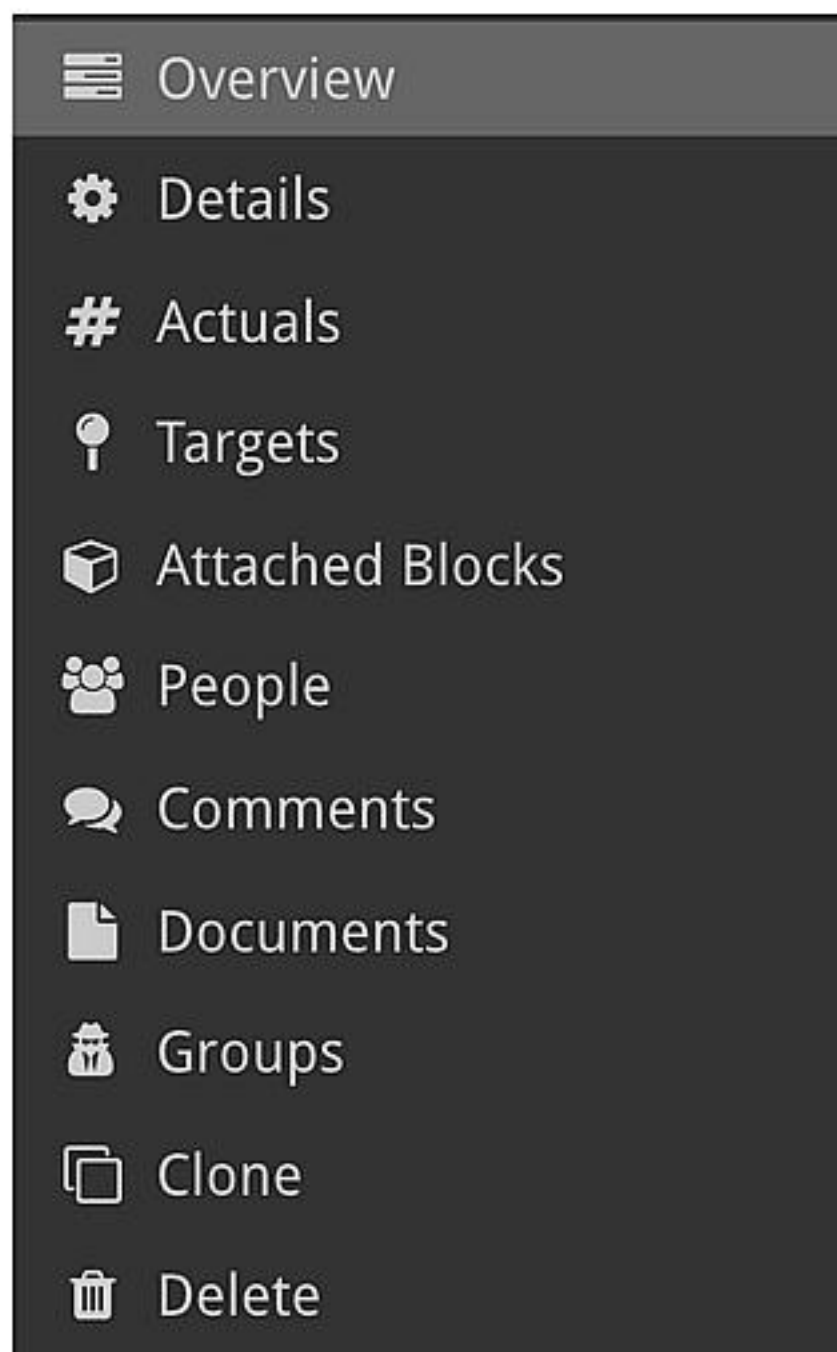 Overview
Details
Actuals
Targets
Attached Blocks
People
Comments
Documents
Groups
Clone
Delete